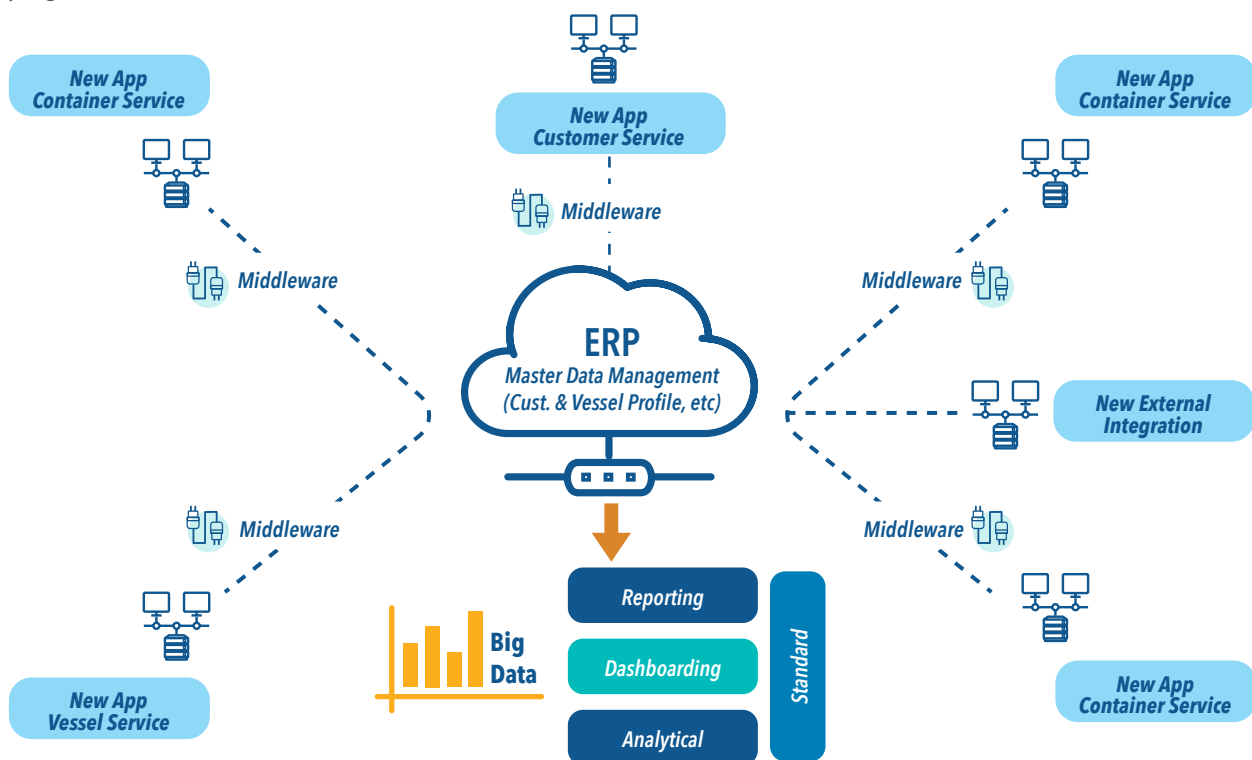 New App
Container Service
New App
Customer Service
New App
Container Service
Middleware
Middleware
Middleware
ERP
Master Data Management
(Cust. & Vessel Profile, etc)
New External
Integration
Middleware
Middleware
New App
Vessel Service
Big
Data
Reporting
Dashboarding
Analytical
Standard
New App
Container Service